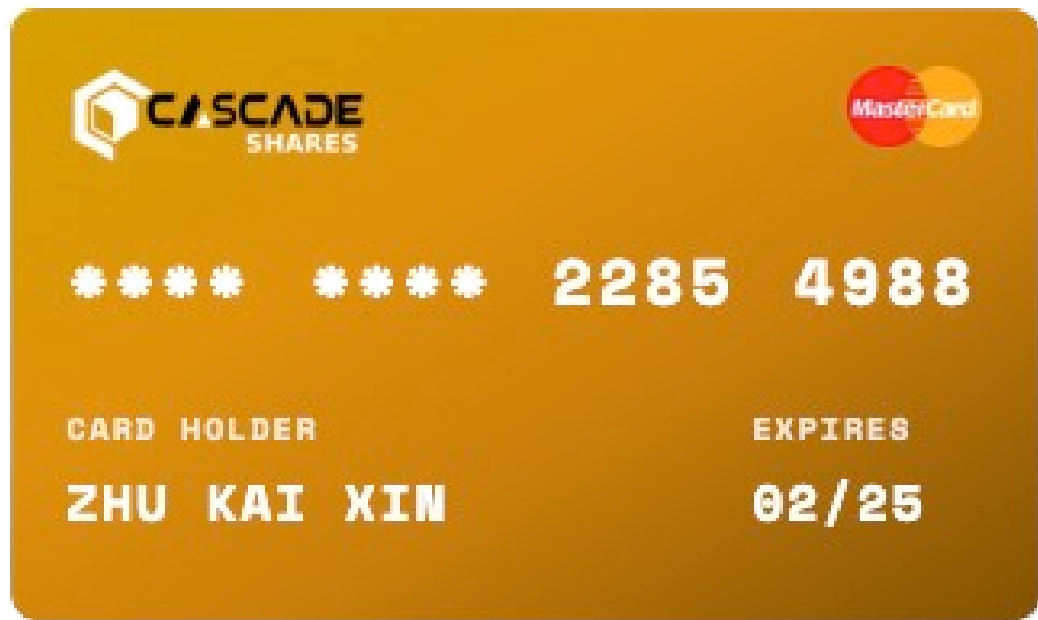 CASCADE
SHARES
MasterCard
**** **** 2285 4988
CARD HOLDER
EXPIRES
ZHU KAI XIN
02/25